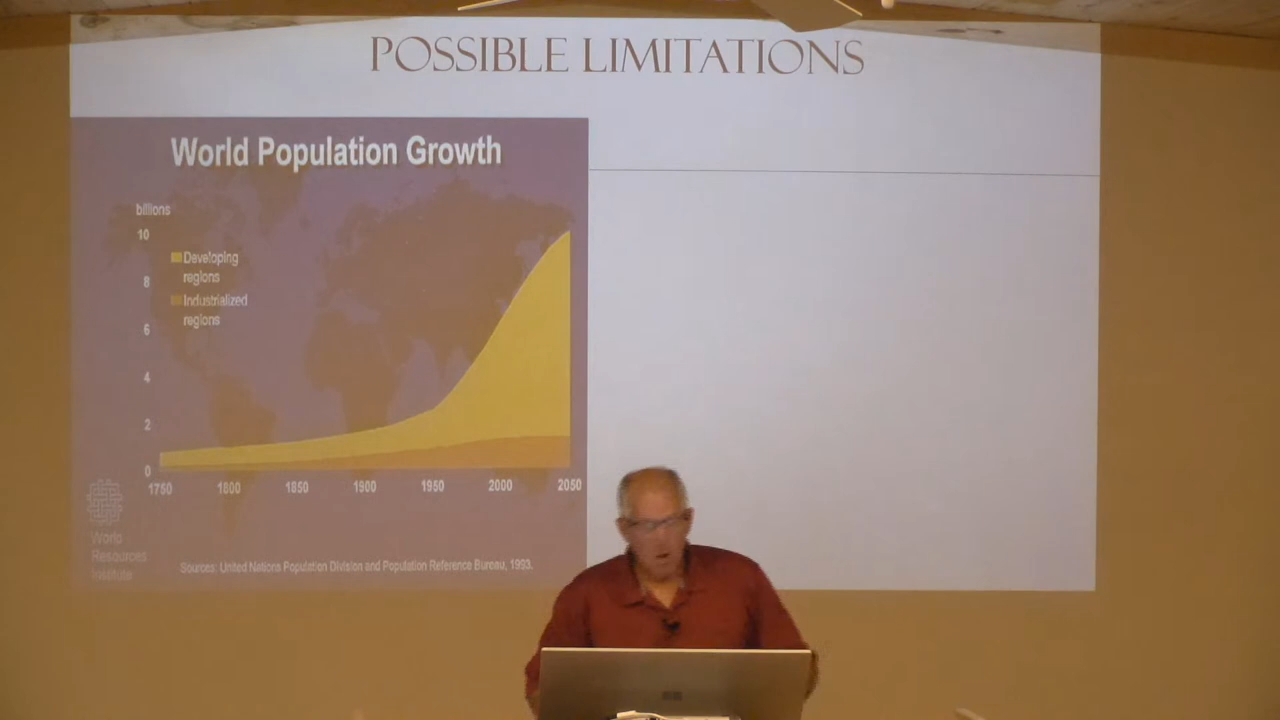 POSSIBLE LIMITATIONS
World Population Growth
billions
10
8
6
4
2
0
Developing
regions
Industrialized
regions
1750 1800 1850 1900 1950 2000 2050
World
Resources
Institute
Sources: United Nations Population Division and Population Reference Bureau, 1993.